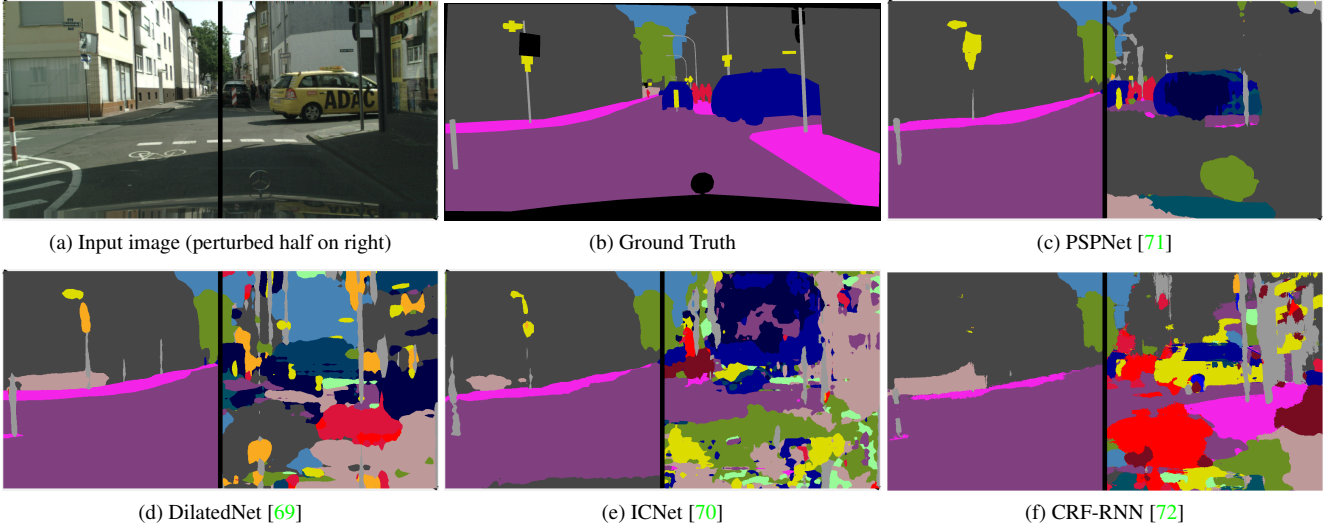 ADAC
(a) Input image (perturbed half on right)
(b) Ground Truth
(c) PSPNet [71]
(d) DilatedNet [69]
(e) ICNet [70]
(f) CRF-RNN [72]